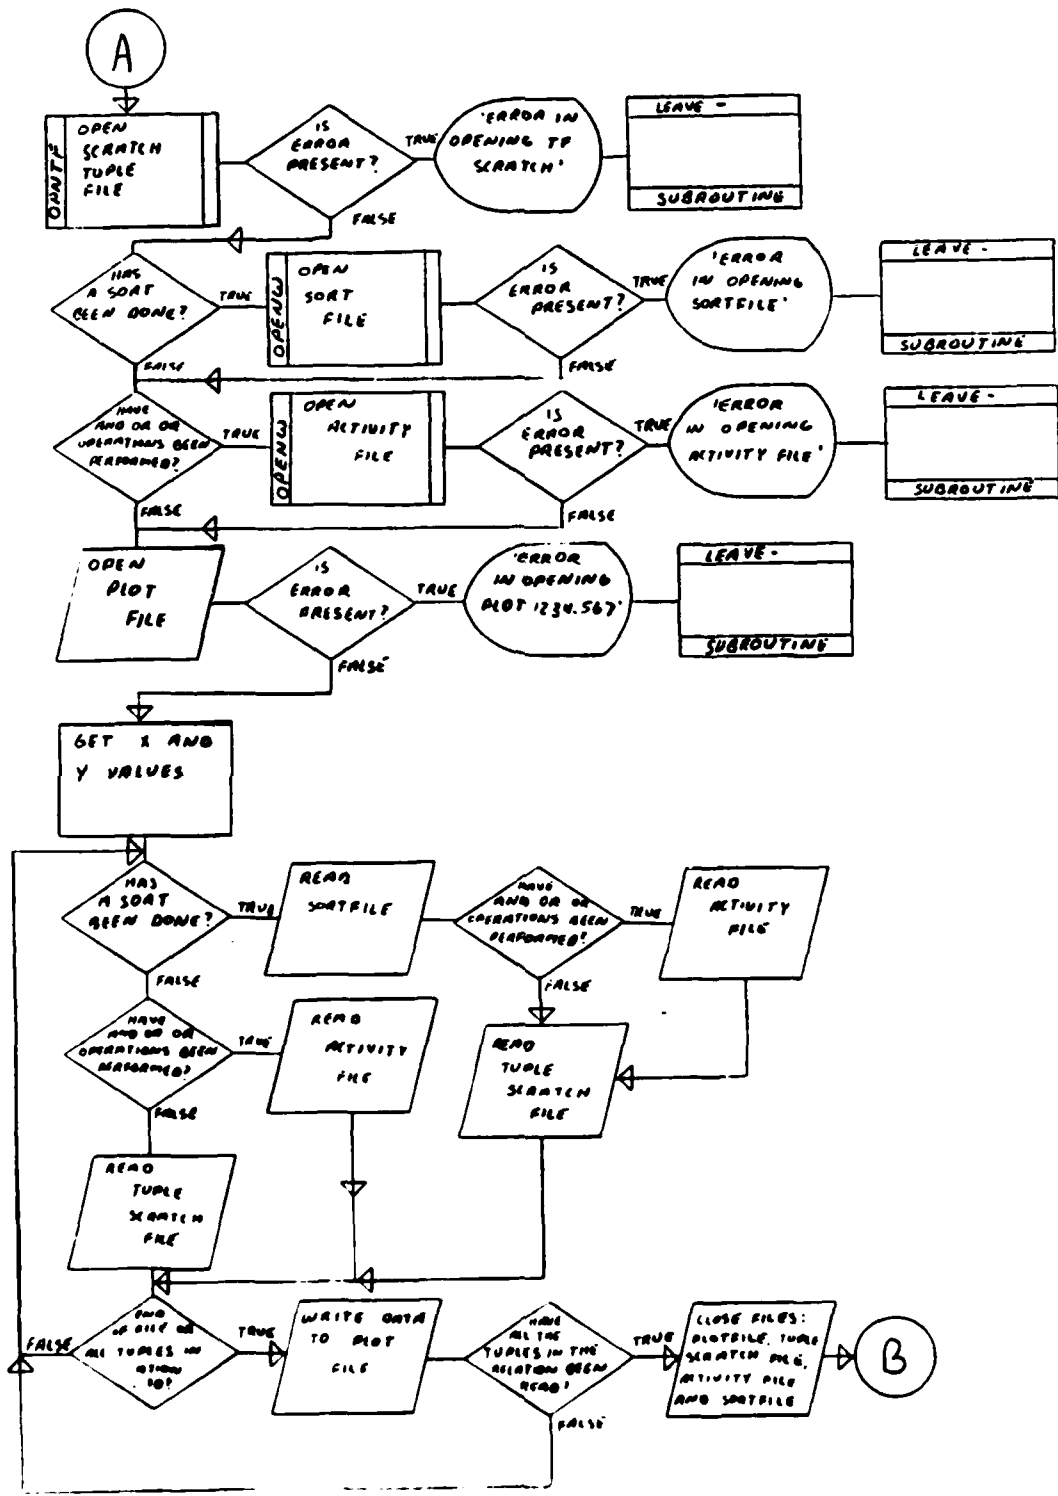 A
OPNTF
OPEN
SCRATCH
TUPLE
FILE
IS
ERROR
PRESENT?
TRUE
'ERROR IN
OPENING TF
SCRATCH'
LEAVE -
SUBROUTINE
FALSE
HAS
A SORT
BEEN DONE?
TRUE
OPENW
OPEN
SORT
FILE
IS
ERROR
PRESENT?
TRUE
'ERROR
IN OPENING
SORTFILE'
LEAVE -
SUBROUTINE
FALSE
FALSE
HAVE
AND OR OR
OPERATIONS BEEN
PERFORMED?
TRUE
OPENW
OPEN
ACTIVITY
FILE
IS
ERROR
PRESENT?
TRUE
'ERROR
IN OPENING
ACTIVITY FILE'
LEAVE -
SUBROUTINE
FALSE
FALSE
OPEN
PLOT
FILE
IS
ERROR
PRESENT?
TRUE
'ERROR
IN OPENING
PLOT 1234.567'
LEAVE -
SUBROUTINE
FALSE
GET X AND
Y VALUES
HAS
A SORT
BEEN DONE?
TRUE
READ
SORTFILE
HAVE
AND OR OR
OPERATIONS BEEN
PERFORMED?
TRUE
READ
ACTIVITY
FILE
FALSE
FALSE
HAVE
AND OR OR
OPERATIONS BEEN
PERFORMED?
TRUE
READ
ACTIVITY
FILE
READ
TUPLE
SCRATCH
FILE
FALSE
READ
TUPLE
SCRATCH
FILE
FALSE
END
OF FILE OR
ALL TUPLES IN
TRUE
WRITE DATA
TO PLOT
FILE
HAVE
ALL THE
TUPLES IN THE
RELATION BEEN
READ?
TRUE
CLOSE FILES:
PLOTFILE, TUPLE
SCRATCH FILE,
ACTIVITY FILE
AND SORTFILE
B
FALSE